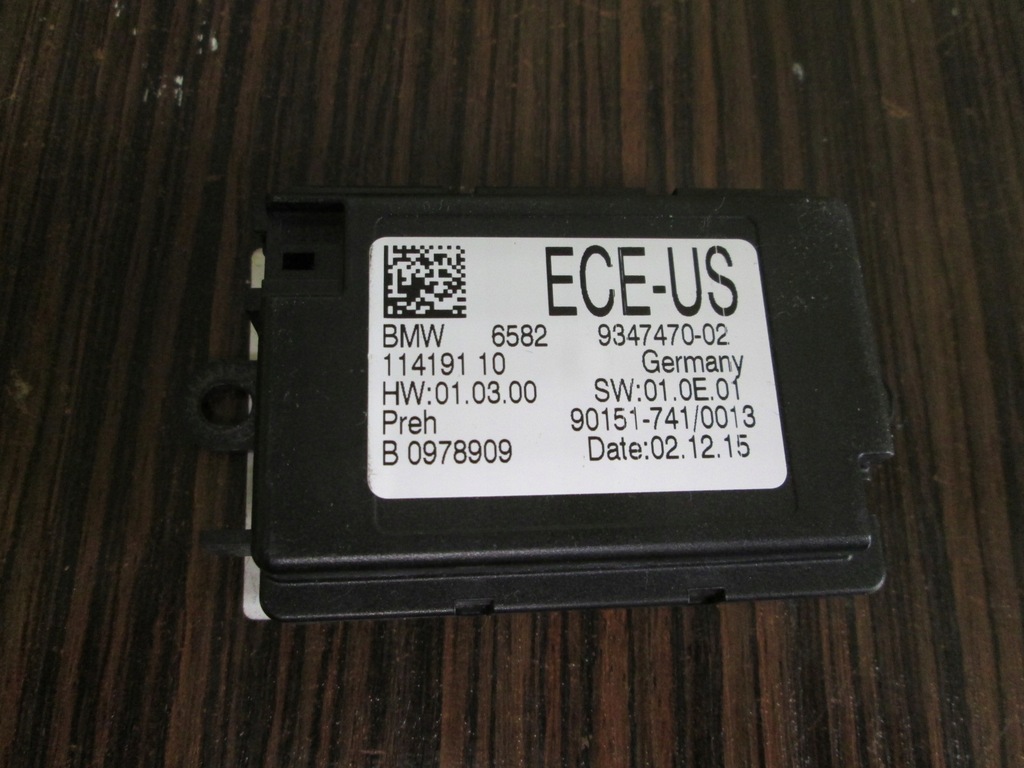 ECE-US
BMW 6582 9347470-02
114191 10 Germany
HW:01.03.00 SW:01.0E.01
Preh 90151-741/0013
B 0978909 Date:02.12.15